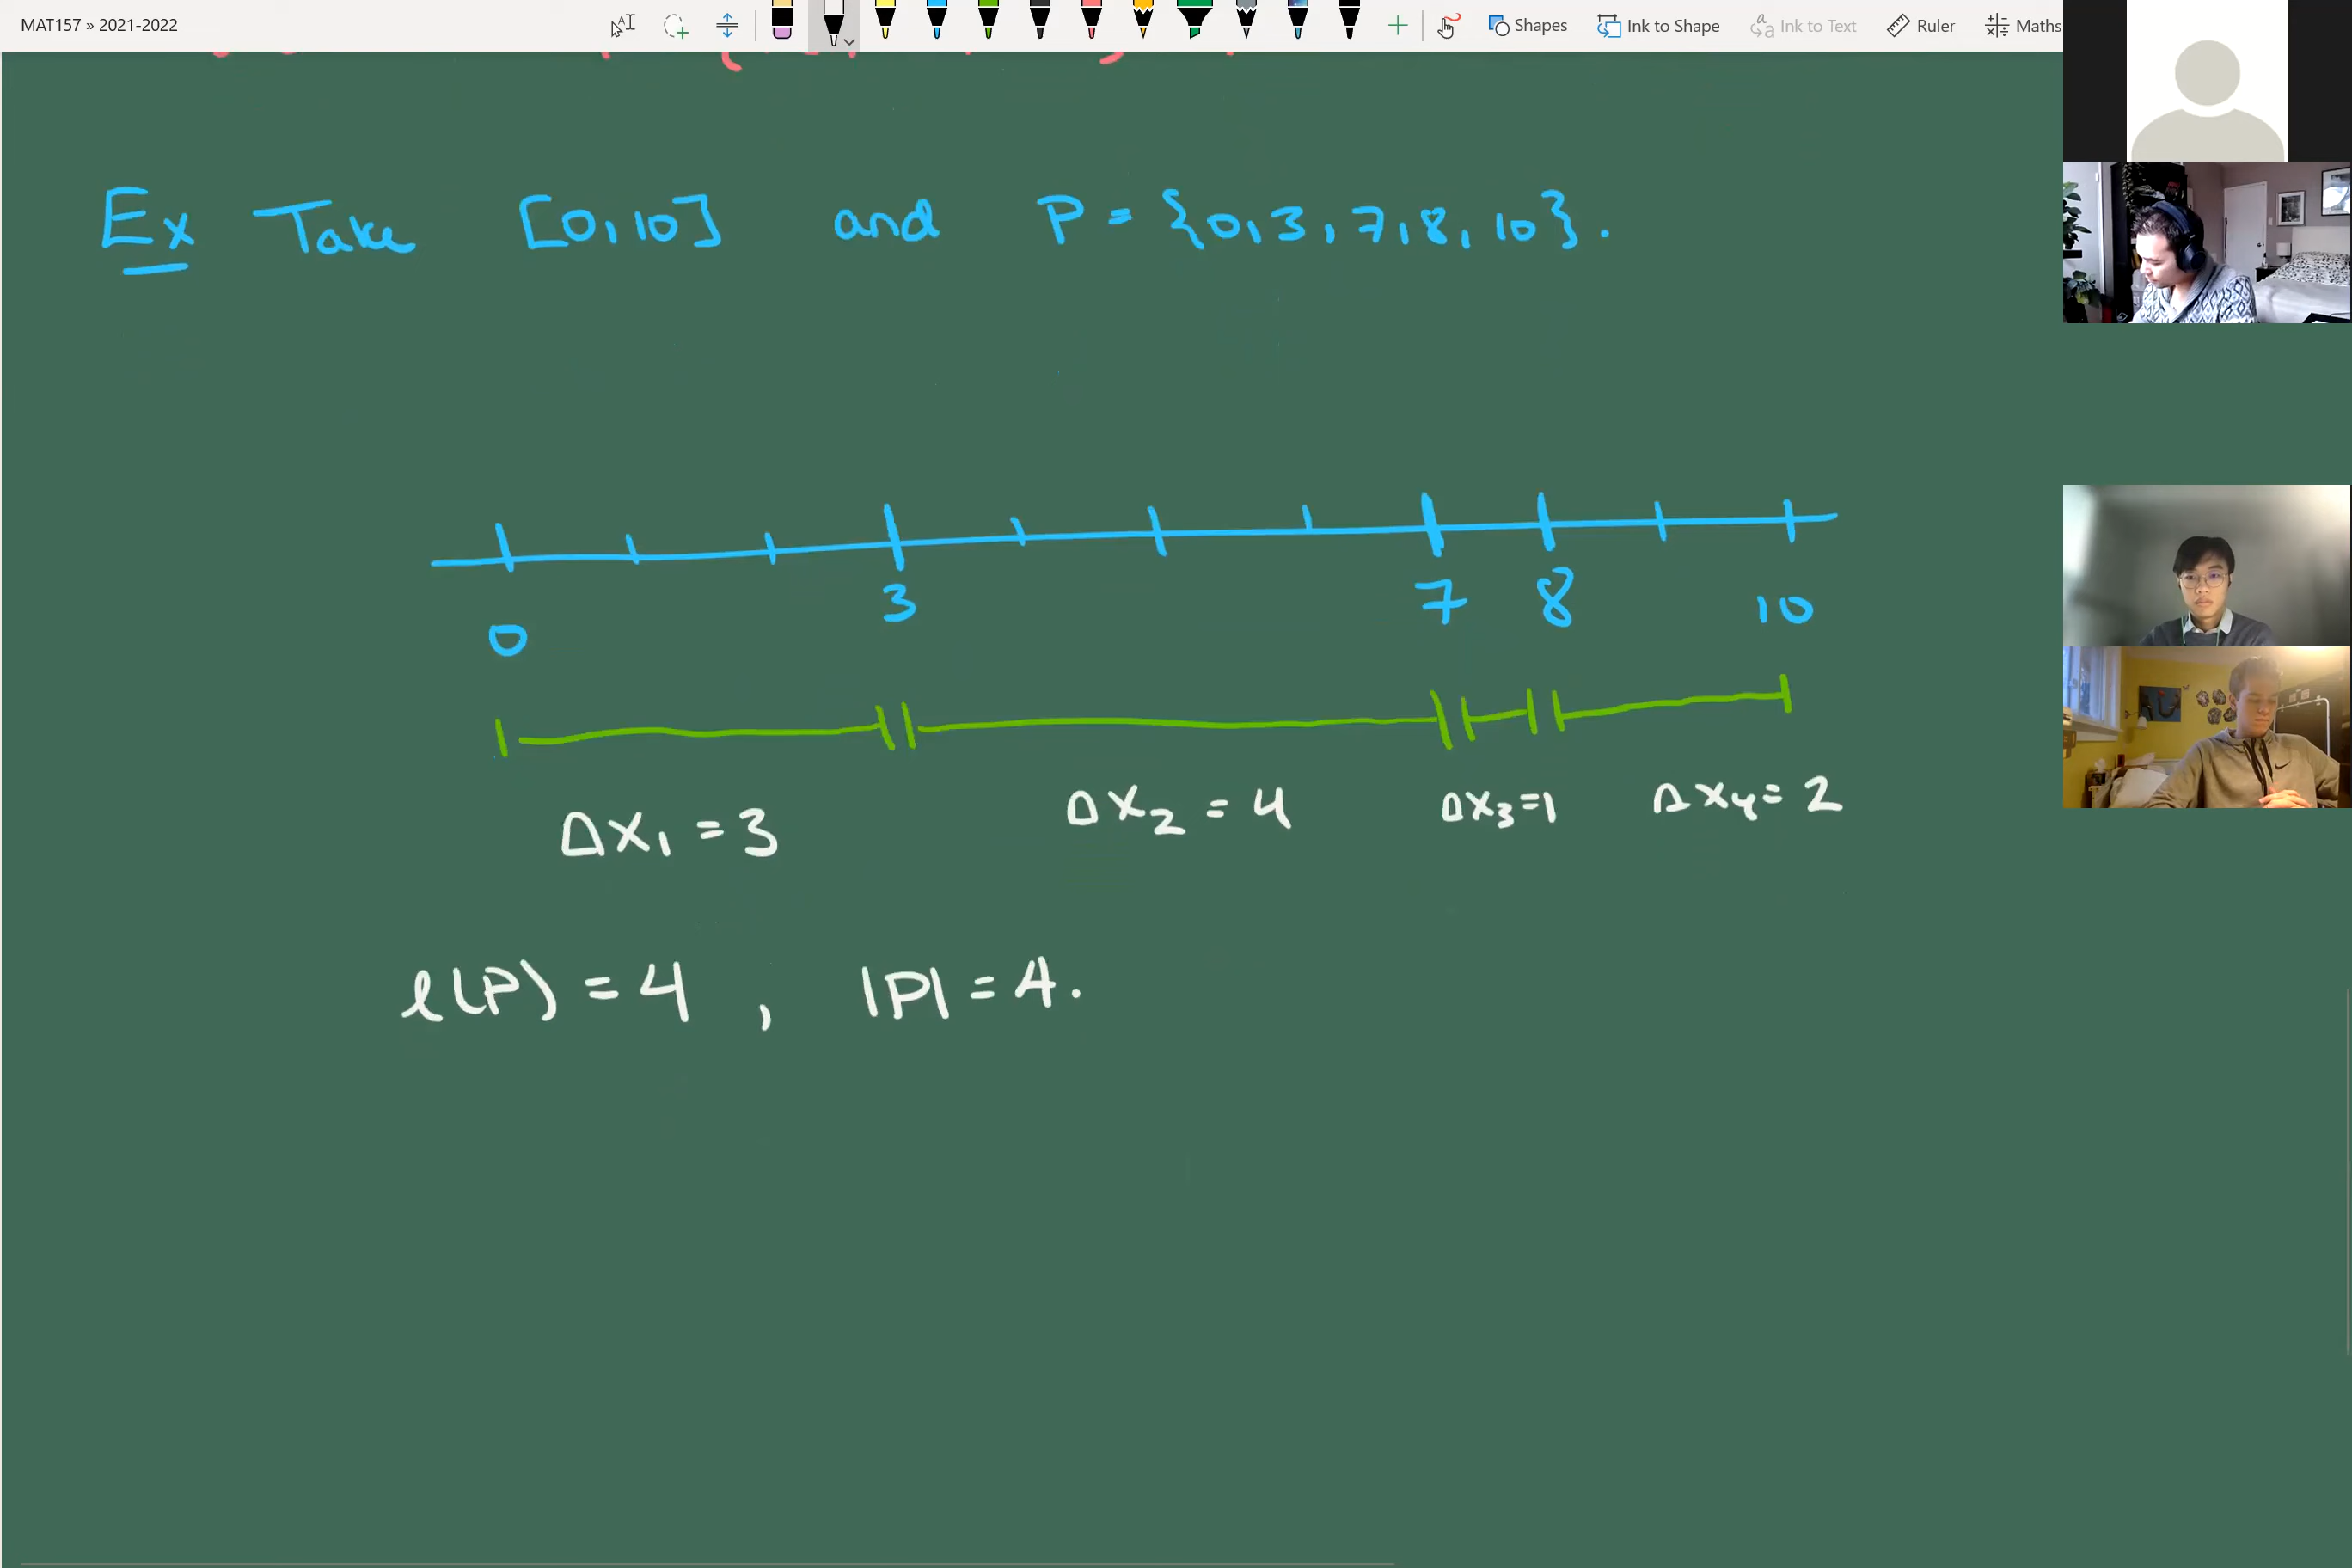 MAT157 » 2021-2022
Shapes Ink to Shape Ink to Text Ruler Maths
Ex Take [0,10] and P = {0,3,7,8,10}.
0 3 7 8 10
Δx₁ = 3 Δx₂ = 4 Δx₃=1 Δx₄= 2
ℓ(P) = 4 , |P| = 4.